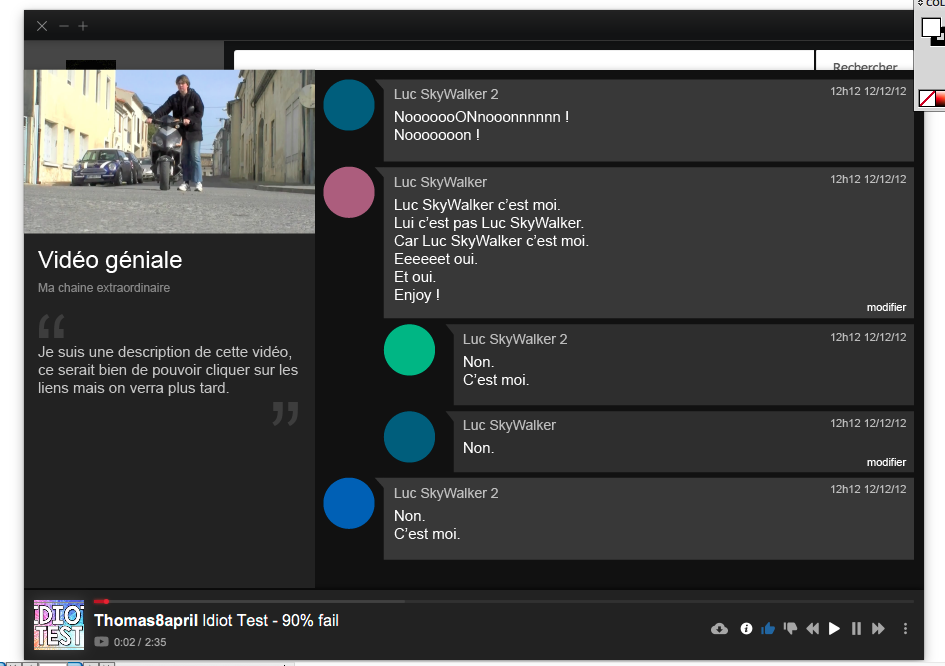 COL
Rechercher
Luc SkyWalker 2
12h12 12/12/12
NooooooONnooonnnnnn !
Nooooooon !
Luc SkyWalker
12h12 12/12/12
Luc SkyWalker c’est moi.
Lui c’est pas Luc SkyWalker.
Car Luc SkyWalker c’est moi.
Eeeeeet oui.
Et oui.
Enjoy !
modifier
Vidéo géniale
Ma chaine extraordinaire
“
Je suis une description de cette vidéo,
ce serait bien de pouvoir cliquer sur les
liens mais on verra plus tard.
”
Luc SkyWalker 2
12h12 12/12/12
Non.
C’est moi.
Luc SkyWalker
12h12 12/12/12
Non.
modifier
Luc SkyWalker 2
12h12 12/12/12
Non.
C’est moi.
IDIOT
TEST
Thomas8april Idiot Test - 90% fail
0:02 / 2:35